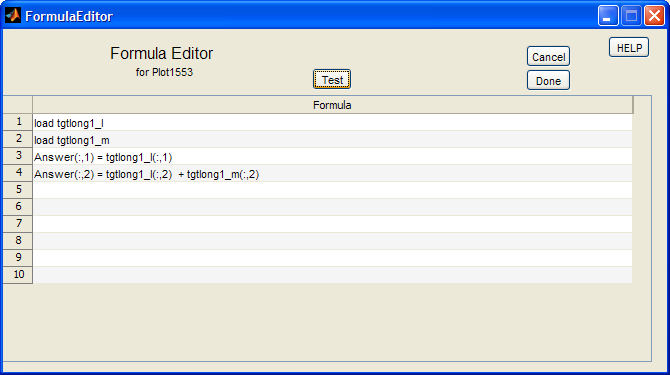 FormulaEditor
Formula Editor
for Plot1553
Test
Cancel
Done
HELP
Formula
1 load tgtlong1_l
2 load tgtlong1_m
3 Answer(:,1) = tgtlong1_l(:,1)
4 Answer(:,2) = tgtlong1_l(:,2)  + tgtlong1_m(:,2)
5
6
7
8
9
10